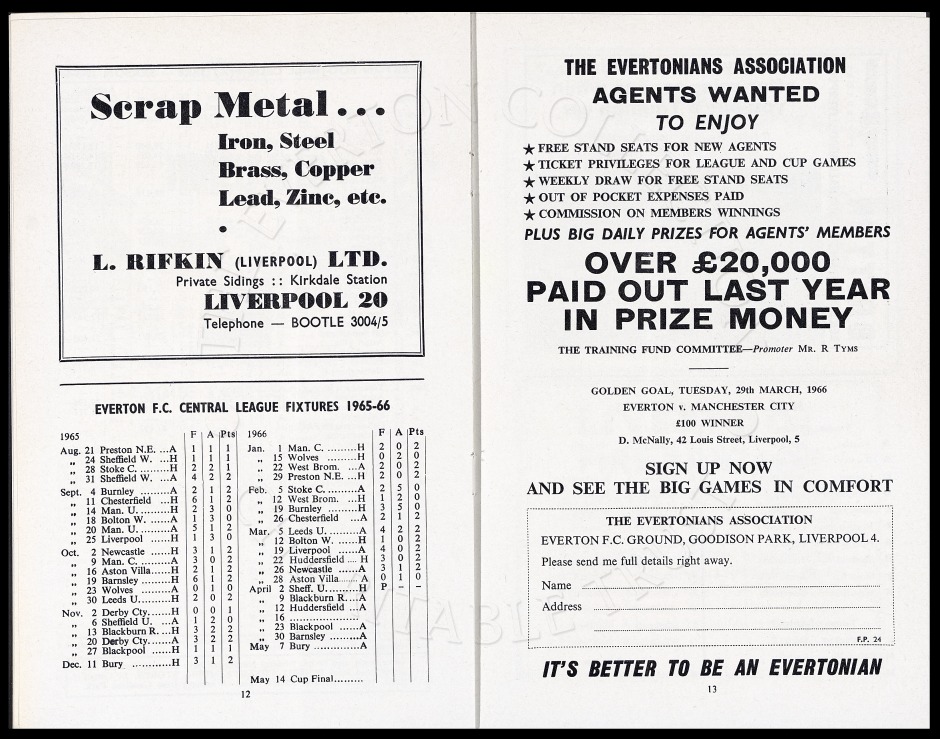 Scrap Metal...
Iron, Steel
Brass, Copper
Lead, Zinc, etc.
•
L. RIFKIN (LIVERPOOL) LTD.
Private Sidings :: Kirkdale Station
LIVERPOOL 20
Telephone — BOOTLE 3004/5
EVERTON F.C. CENTRAL LEAGUE FIXTURES 1965-66
1965 F A Pts
Aug. 21 Preston N.E. ...A 1 1 1
„ 24 Sheffield W. ...H 1 1 1
„ 28 Stoke C. .........H 2 2 1
„ 31 Sheffield W. ...A 4 2 2
Sept. 4 Burnley .........A 2 1 2
„ 11 Chesterfield ...H 6 1 2
„ 14 Man. U. .........H 2 3 0
„ 18 Bolton W. ......A 1 3 0
„ 20 Man. U. .........A 5 1 2
„ 25 Liverpool ......H 1 3 0
Oct. 2 Newcastle ......H 3 1 2
„ 9 Man. C. .........A 3 0 2
„ 16 Aston Villa......H 2 1 2
„ 19 Barnsley .........H 6 1 2
„ 23 Wolves .........A 0 1 0
„ 30 Leeds U. .........H 2 0 2
Nov. 2 Derby Cty.......H 0 0 1
„ 6 Sheffield U. ...A 1 2 0
„ 13 Blackburn R. ...H 3 2 2
„ 20 Derby Cty.......A 3 2 2
„ 27 Blackpool ......H 1 1 1
Dec. 11 Bury ............H 3 1 2
1966 F A Pts
Jan. 1 Man. C. .........H 2 0 2
„ 15 Wolves .........H 0 2 0
„ 22 West Brom. ...A 2 0 2
„ 29 Preston N.E. ...H 2 0 2
Feb. 5 Stoke C. .........A 2 5 0
„ 12 West Brom. ...H 1 2 0
„ 19 Burnley .........H 3 5 0
„ 26 Chesterfield ...A 2 1 2
Mar. 5 Leeds U. .........A 4 2 2
„ 12 Bolton W. ......H 1 0 2
„ 19 Liverpool ......A 4 0 2
„ 22 Huddersfield ...H 3 0 2
„ 26 Newcastle ......A 3 1 2
„ 28 Aston Villa......A 0 1 0
April 2 Sheff. U.........H P – –
„ 9 Blackburn R. ...A
„ 12 Huddersfield ...A
„ 16 .....................
„ 23 Blackpool ......A
„ 30 Barnsley .........A
May 7 Bury ............A
May 14 Cup Final.........
12
THE EVERTONIANS ASSOCIATION
AGENTS WANTED
TO ENJOY
★ FREE STAND SEATS FOR NEW AGENTS
★ TICKET PRIVILEGES FOR LEAGUE AND CUP GAMES
★ WEEKLY DRAW FOR FREE STAND SEATS
★ OUT OF POCKET EXPENSES PAID
★ COMMISSION ON MEMBERS WINNINGS
PLUS BIG DAILY PRIZES FOR AGENTS' MEMBERS
OVER £20,000
PAID OUT LAST YEAR
IN PRIZE MONEY
THE TRAINING FUND COMMITTEE—Promoter MR. R TYMS
GOLDEN GOAL, TUESDAY, 29th MARCH, 1966
EVERTON v. MANCHESTER CITY
£100 WINNER
D. McNALLY, 42 LOUIS STREET, LIVERPOOL, 5
SIGN UP NOW
AND SEE THE BIG GAMES IN COMFORT
THE EVERTONIANS ASSOCIATION
EVERTON F.C. GROUND, GOODISON PARK, LIVERPOOL 4.
Please send me full details right away.
Name
Address
F.P. 24
IT'S BETTER TO BE AN EVERTONIAN
13